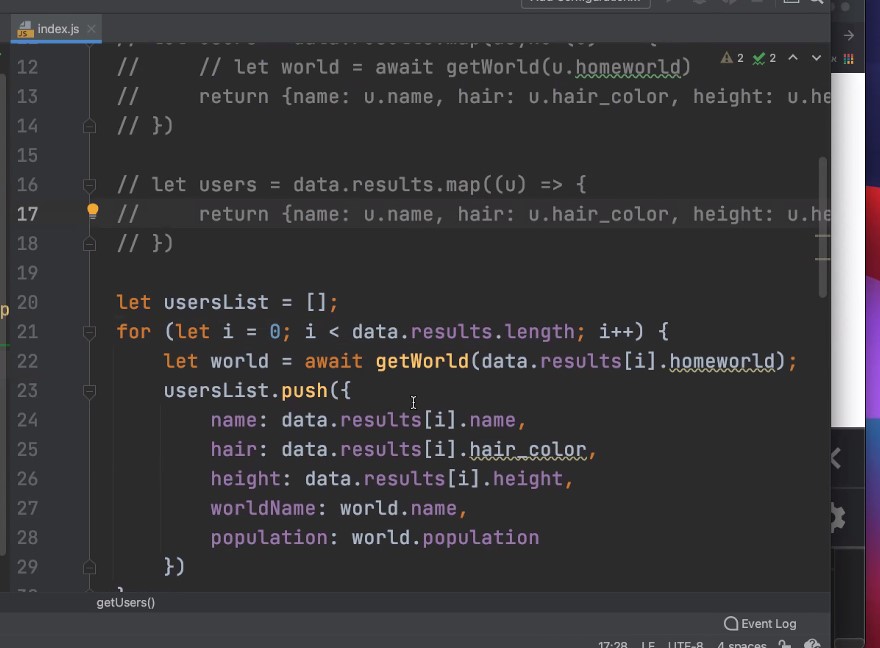 index.js
2 2
12 //     // let world = await getWorld(u.homeworld)
13 //     return {name: u.name, hair: u.hair_color, height: u.he
14 // })
15
16 // let users = data.results.map((u) => {
17 //     return {name: u.name, hair: u.hair_color, height: u.he
18 // })
19
20 let usersList = [];
21 for (let i = 0; i < data.results.length; i++) {
22     let world = await getWorld(data.results[i].homeworld);
23     usersList.push({
24         name: data.results[i].name,
25         hair: data.results[i].hair_color,
26         height: data.results[i].height,
27         worldName: world.name,
28         population: world.population
29     })
getUsers()
Event Log
17:28 LF UTF-8 4 spaces